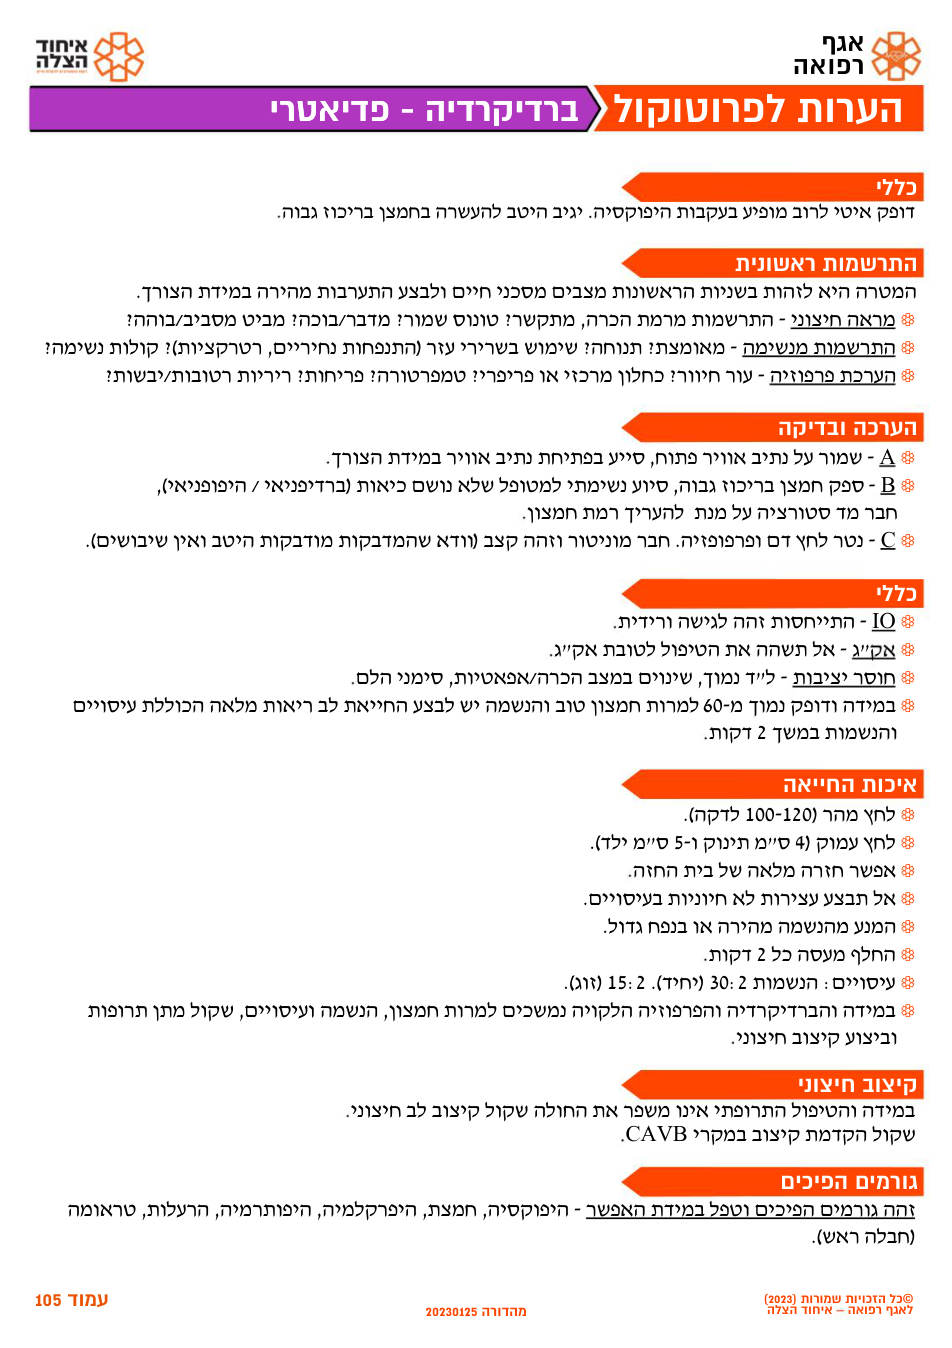 אגף
רפואה
איחוד
הצלה
הערות לפרוטוקול
ברדיקרדיה - פדיאטרי
כללי
דופק איטי לרוב מופיע בעקבות היפוקסיה. יגיב היטב להעשרה בחמצן בריכוז גבוה.
התרשמות ראשונית
המטרה היא לזהות בשניות הראשונות מצבים מסכני חיים ולבצע התערבות מהירה במידת הצורך.
מראה חיצוני - התרשמות מרמת הכרה, מתקשר? טונוס שמור? מדבר/בוכה? מביט מסביב/בוהה?
התרשמות מנשימה - מאומצת? תנוחה? שימוש בשרירי עזר (התנפחות נחיריים, רטרקציות)? קולות נשימה?
הערכת פרפוזיה - עור חיוור? כחלון מרכזי או פריפרי? טמפרטורה? פריחות? ריריות רטובות/יבשות?
הערכה ובדיקה
A - שמור על נתיב אוויר פתוח, סייע בפתיחת נתיב אוויר במידת הצורך.
B - ספק חמצן בריכוז גבוה, סיוע נשימתי למטופל שלא נושם כיאות (ברדיפניאי / היפופניאי),
חבר מד סטורציה על מנת להעריך רמת חמצון.
C - נטר לחץ דם ופרפופזיה. חבר מוניטור וזהה קצב (וודא שהמדבקות מודבקות היטב ואין שיבושים).
כללי
IO - התייחסות זהה לגישה ורידית.
אק״ג - אל תשהה את הטיפול לטובת אק״ג.
חוסר יציבות - ל״ד נמוך, שינוים במצב הכרה/אפאטיות, סימני הלם.
במידה ודופק נמוך מ-60 למרות חמצון טוב והנשמה יש לבצע החייאת לב ריאות מלאה הכוללת עיסויים
והנשמות במשך 2 דקות.
איכות החייאה
לחץ מהר (100-120 לדקה).
לחץ עמוק (4 ס״מ תינוק ו-5 ס״מ ילד).
אפשר חזרה מלאה של בית החזה.
אל תבצע עצירות לא חיוניות בעיסויים.
המנע מהנשמה מהירה או בנפח גדול.
החלף מעסה כל 2 דקות.
עיסויים : הנשמות 2 :30 (יחיד). 2 :15 (זוג).
במידה והברדיקרדיה והפרפוזיה הלקויה נמשכים למרות חמצון, הנשמה ועיסויים, שקול מתן תרופות
וביצוע קיצוב חיצוני.
קיצוב חיצוני
במידה והטיפול התרופתי אינו משפר את החולה שקול קיצוב לב חיצוני.
שקול הקדמת קיצוב במקרי CAVB.
גורמים הפיכים
זהה גורמים הפיכים וטפל במידת האפשר - היפוקסיה, חמצת, היפרקלמיה, היפותרמיה, הרעלות, טראומה
(חבלה ראש).
©כל הזכויות שמורות (2023)
לאגף רפואה – איחוד הצלה
מהדורה 20230125
עמוד 105